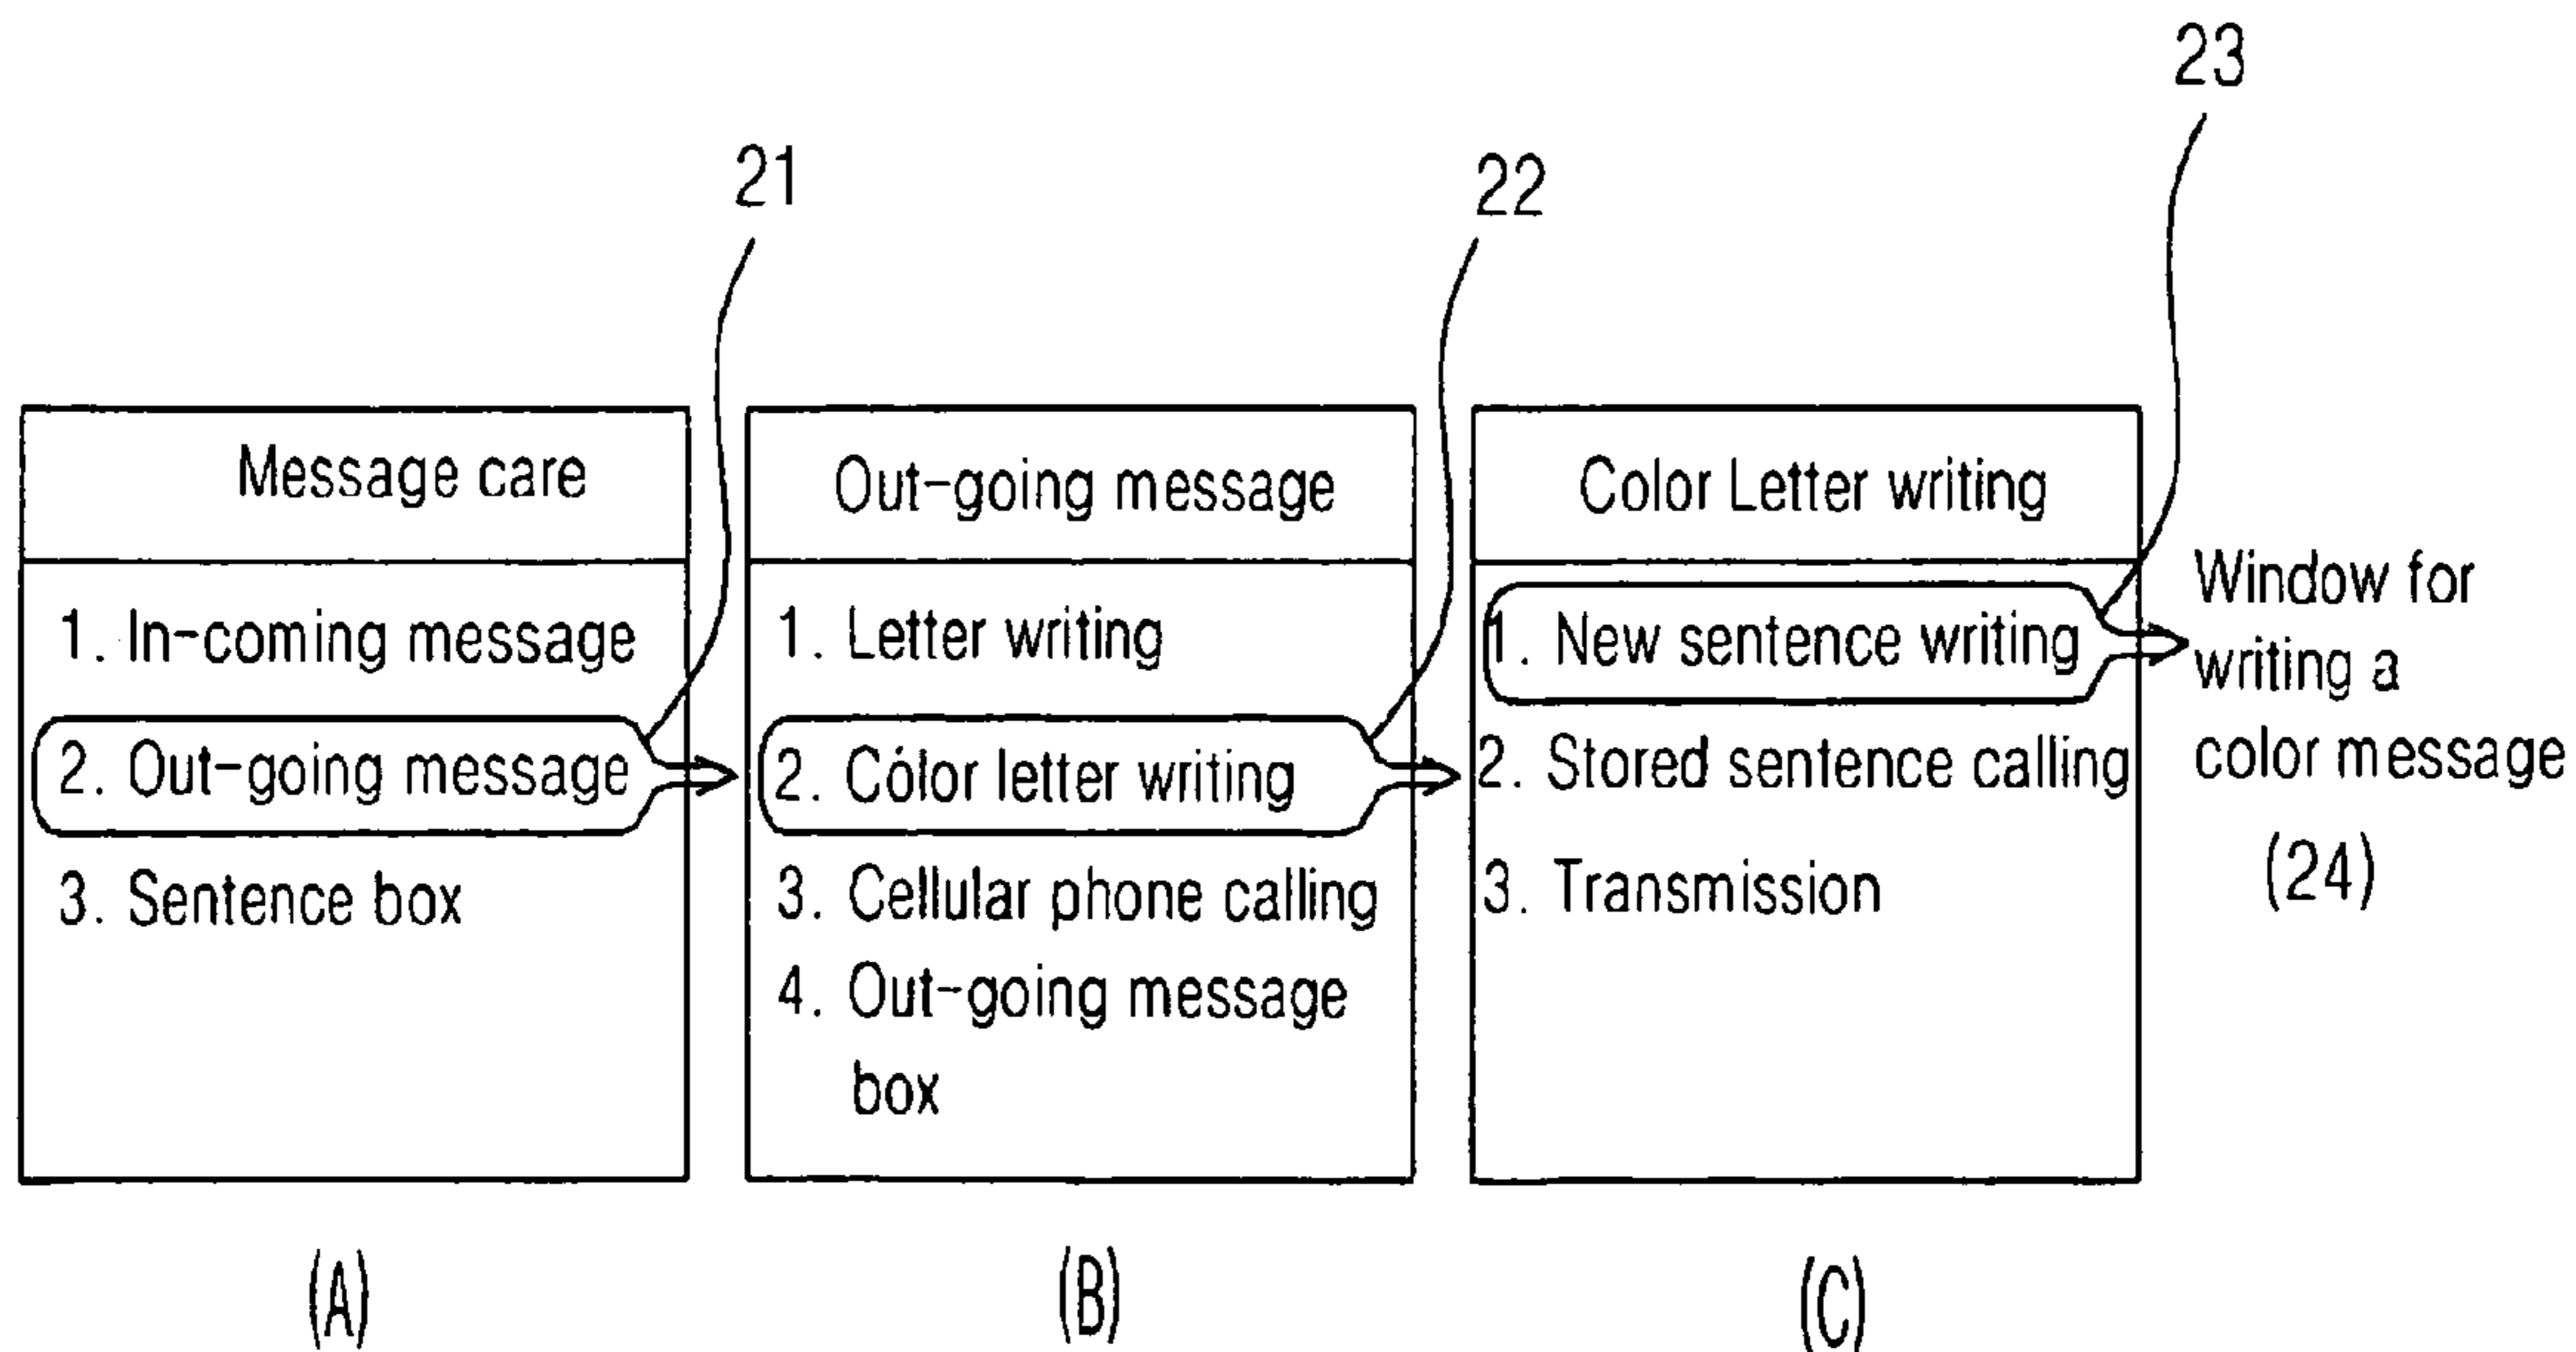 23
21
22
Message care
1. In-coming message
2. Out-going message
3. Sentence box
(A)
Out-going message
1. Letter writing
2. Color letter writing
3. Cellular phone calling
4. Out-going message
box
(B)
Color Letter writing
1. New sentence writing
2. Stored sentence calling
3. Transmission
(C)
Window for
writing a
color message
(24)